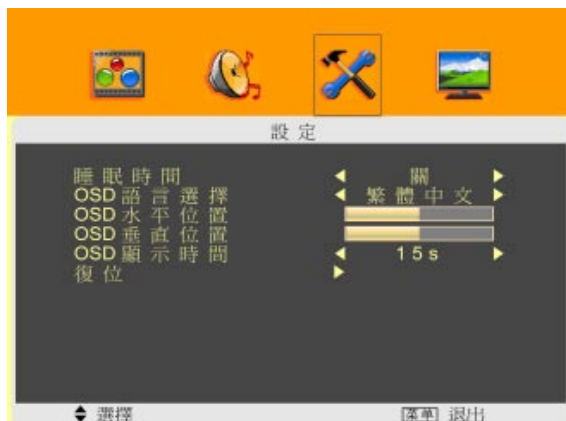 設定
睡眠時間 關
OSD語言選擇 繁體中文
OSD水平位置
OSD垂直位置
OSD顯示時間 15s
復位
選擇 菜单 退出